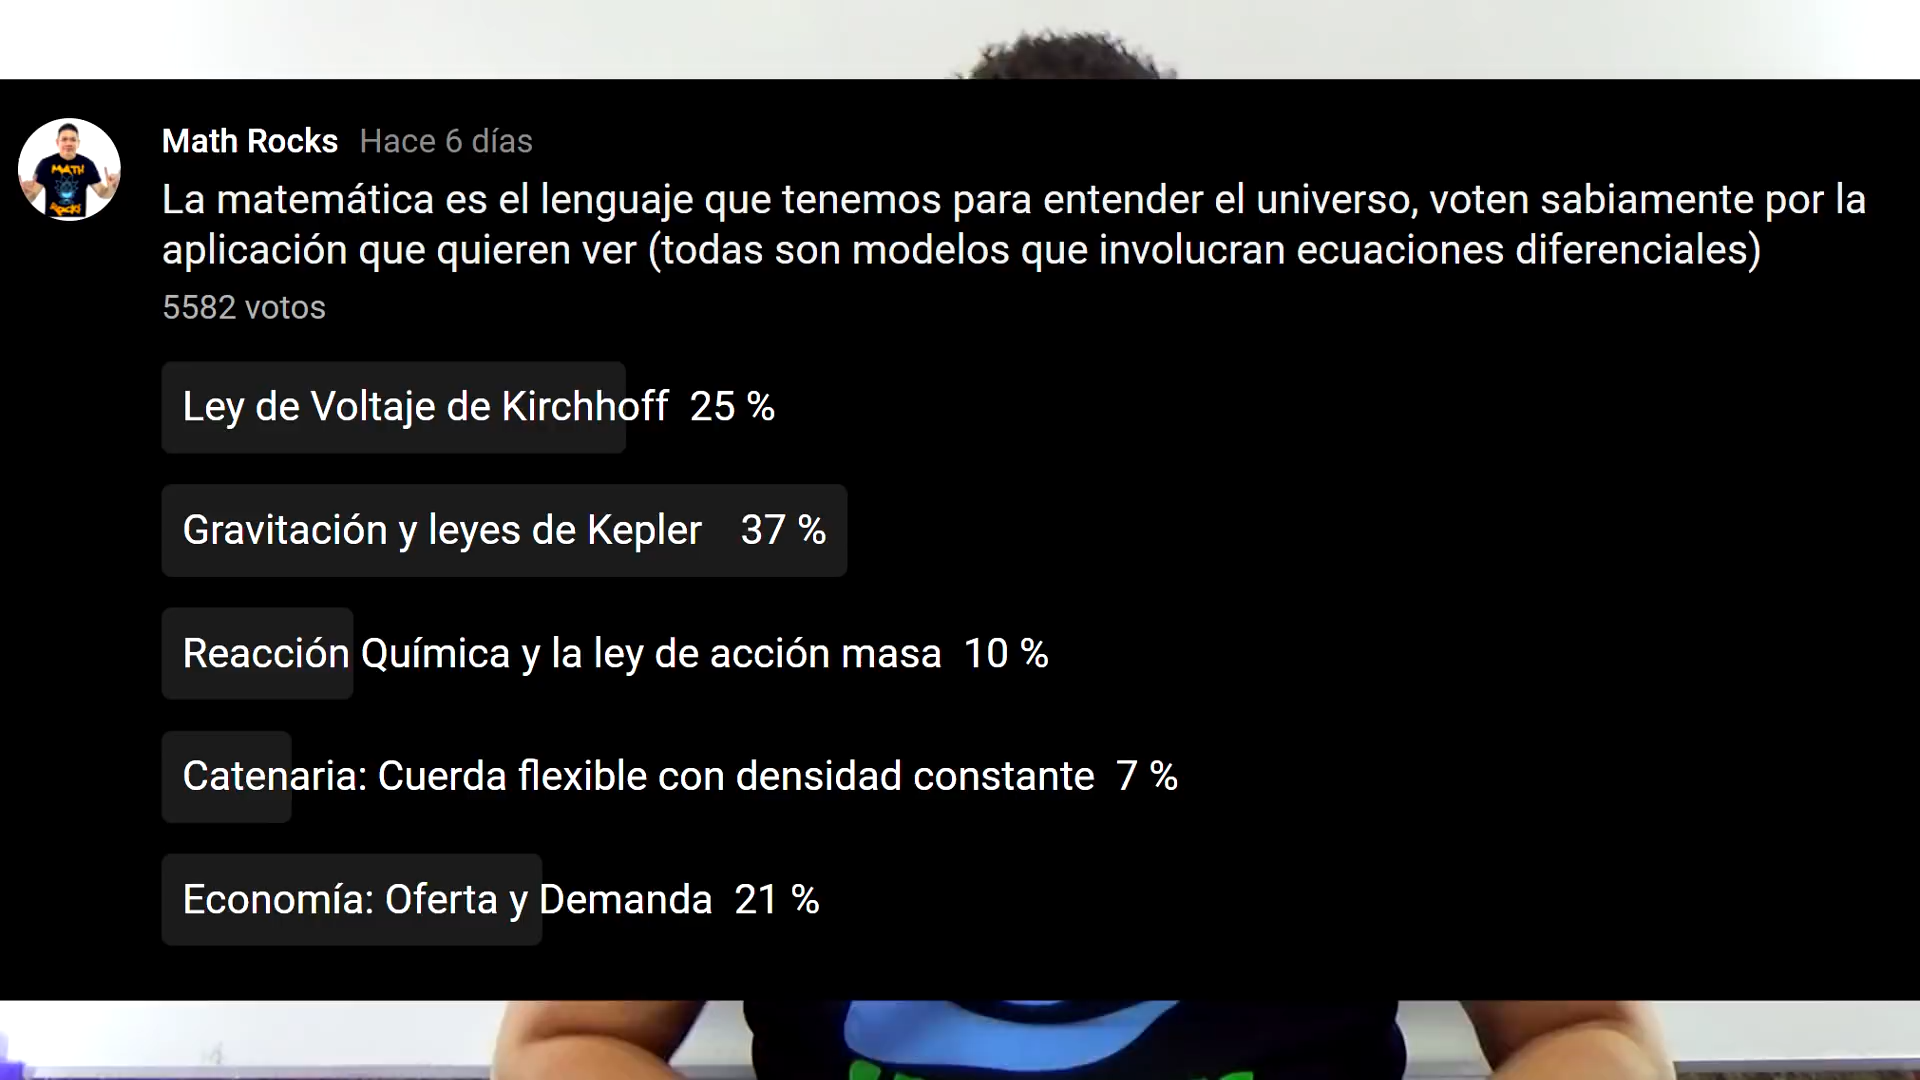 Math Rocks Hace 6 días
La matemática es el lenguaje que tenemos para entender el universo, voten sabiamente por la
aplicación que quieren ver (todas son modelos que involucran ecuaciones diferenciales)
5582 votos
Ley de Voltaje de Kirchhoff 25 %
Gravitación y leyes de Kepler 37 %
Reacción Química y la ley de acción masa 10 %
Catenaria: Cuerda flexible con densidad constante 7 %
Economía: Oferta y Demanda 21 %
MATH
ROCKS